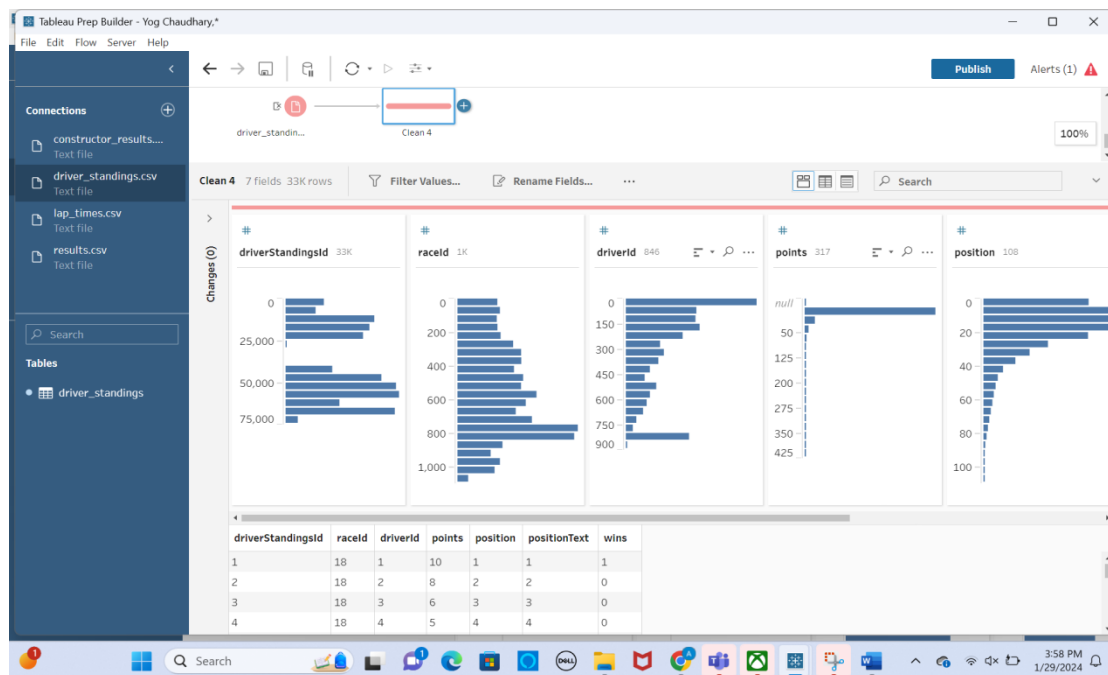 Tableau Prep Builder - Yog Chaudhary,*
File Edit Flow Server Help
Publish
Alerts (1)
Connections
constructor_results....
Text file
driver_standings.csv
Text file
lap_times.csv
Text file
results.csv
Text file
Search
Tables
driver_standings
driver_standin...
Clean 4
100%
Clean 4 7 fields 33K rows Filter Values... Rename Fields... ... Search
Changes (0)
#
driverStandingsId 33K
0
25,000
50,000
75,000
#
raceId 1K
0
200
400
600
800
1,000
#
driverId 846
0
150
300
450
600
750
900
#
points 317
null
50
125
200
275
350
425
#
position 108
0
20
40
60
80
100
driverStandingsId raceId driverId points position positionText wins
1 18 1 10 1 1 1
2 18 2 8 2 2 0
3 18 3 6 3 3 0
4 18 4 5 4 4 0
1
Search
1
DELL
3:58 PM
1/29/2024